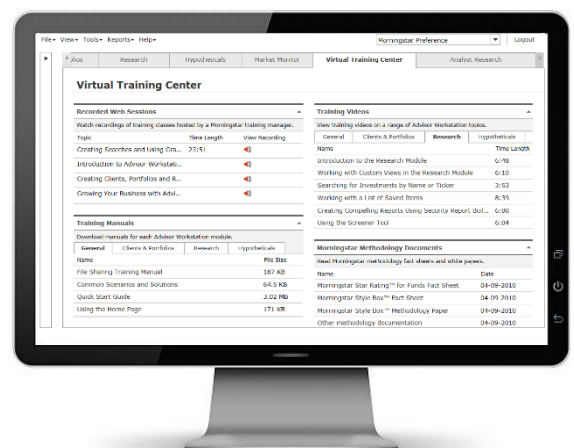 File View Tools Reports Help Morningstar Preference Logout
folios Research Hypotheticals Market Monitor Virtual Training Center Analyst Research
Virtual Training Center
Recorded Web Sessions
Watch recordings of training classes hosted by a Morningstar training manager.
Topic Time Length View Recording
Creating Searches and Using Gra... 23:51
Introduction to Advisor Workstati...
Creating Clients, Portfolios and R...
Growing Your Business with Advi...
Training Manuals
Download manuals for each Advisor Workstation module.
General Clients & Portfolios Research Hypotheticals
Name File Size
File Sharing Training Manual 187 KB
Common Scenarios and Solutions 64.5 KB
Quick Start Guide 3.02 MB
Using the Home Page 171 KB
Training Videos
View training videos on a range of Advisor Workstation topics.
General Clients & Portfolios Research Hypotheticals
Name Time Length
Introduction to the Research Module 6:48
Working with Custom Views in the Research Module 6:10
Searching for Investments by Name or Ticker 3:53
Working with a List of Saved Items 8:39
Creating Compelling Reports Using Security Report Buil... 6:08
Using the Screener Tool 6:04
Morningstar Methodology Documents
Read Morningstar methodology fact sheets and white papers.
Name Date
Morningstar Star Rating™ for Funds Fact Sheet 04-09-2010
Morningstar Style Box™ Fact Sheet 04-09-2010
Morningstar Style Box™ Methodology Paper 04-09-2010
Other methodology documentation 04-09-2010